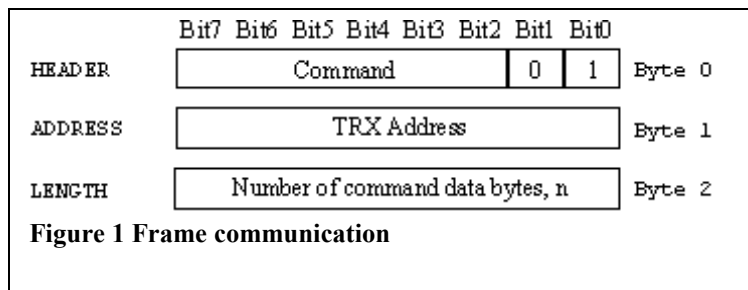 Bit7 Bit6 Bit5 Bit4 Bit3 Bit2 Bit1 Bit0
HEADER Command 0 1 Byte 0
ADDRESS TRX Address Byte 1
LENGTH Number of command data bytes, n Byte 2
Figure 1 Frame communication